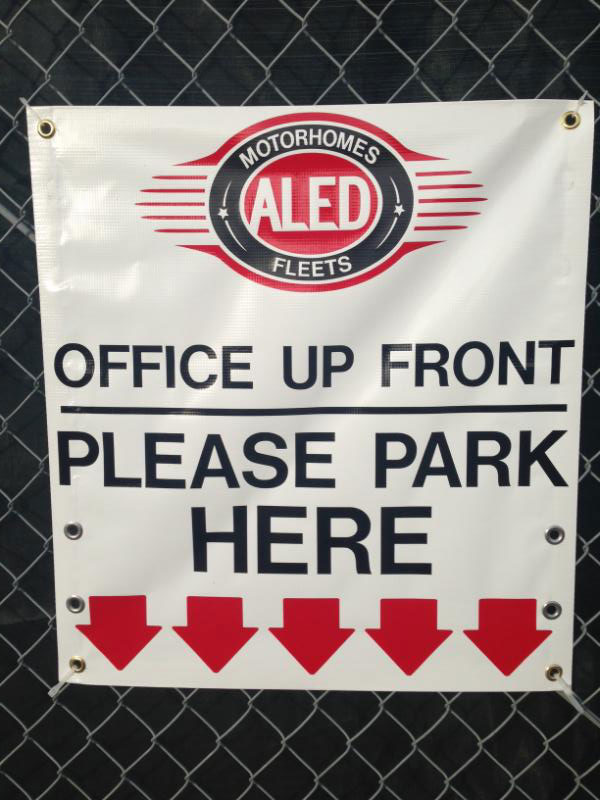 MOTORHOMES
ALED
FLEETS
OFFICE UP FRONT
PLEASE PARK
HERE